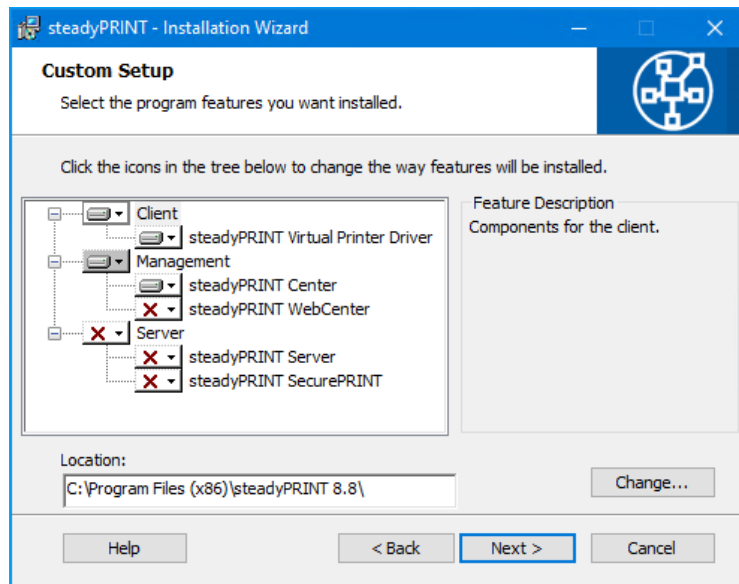 steadyPRINT - Installation Wizard
Custom Setup
Select the program features you want installed.
Click the icons in the tree below to change the way features will be installed.
Client
steadyPRINT Virtual Printer Driver
Management
steadyPRINT Center
steadyPRINT WebCenter
Server
steadyPRINT Server
steadyPRINT SecurePRINT
Feature Description
Components for the client.
Location:
C:\Program Files (x86)\steadyPRINT 8.8\
Change...
Help
< Back
Next >
Cancel